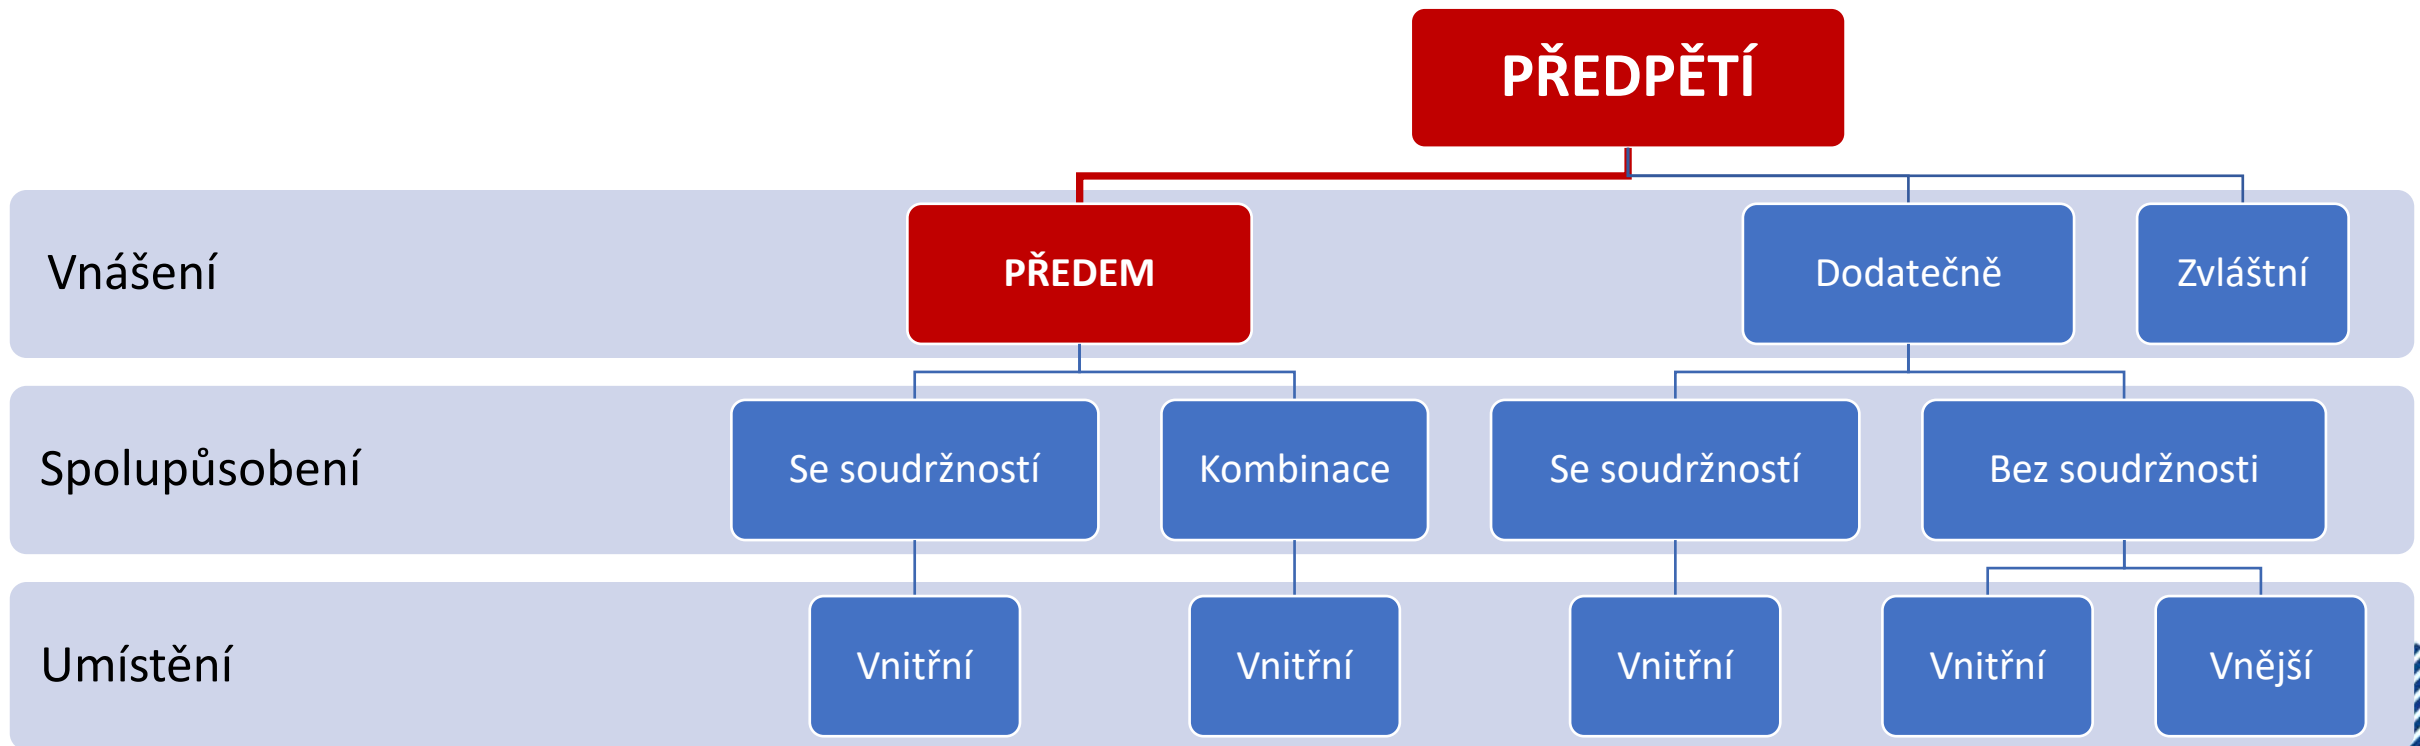 PŘEDPĚTÍ
Vnášení
PŘEDEM
Dodatečně
Zvláštní
Spolupůsobení
Se soudržností
Kombinace
Se soudržností
Bez soudržnosti
Umístění
Vnitřní
Vnitřní
Vnitřní
Vnitřní
Vnější